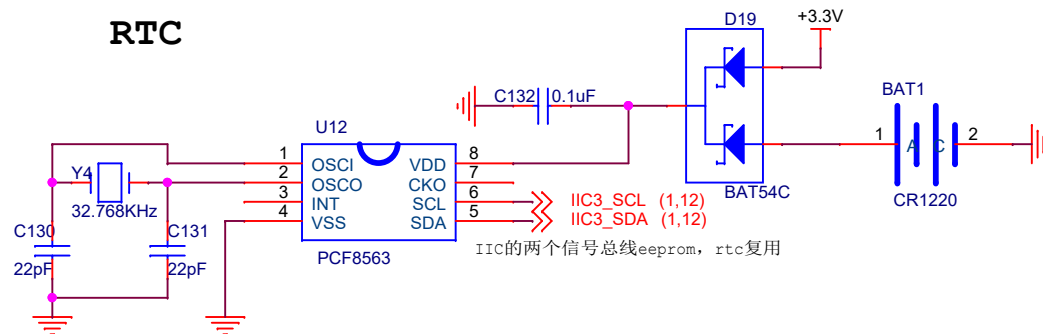 RTC
D19
+3.3V
C132
0.1uF
BAT1
U12
1
OSCI
VDD
8
1
A
C
2
Y4
2
OSCO
CKO
7
BAT54C
CR1220
32.768KHz
3
INT
SCL
6
IIC3_SCL (1,12)
4
VSS
SDA
5
IIC3_SDA (1,12)
C130
C131
22pF
22pF
PCF8563
IIC的两个信号总线eeprom，rtc复用